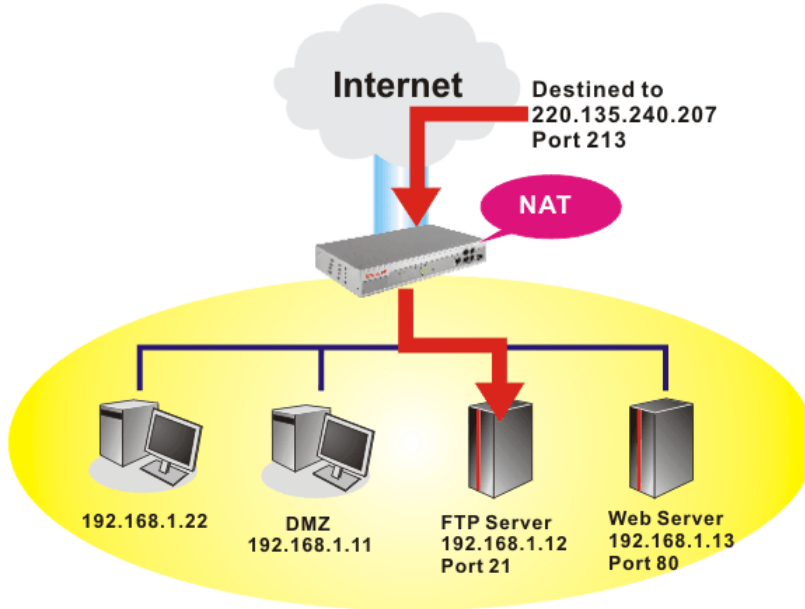 Internet
Destined to
220.135.240.207
Port 213
NAT
192.168.1.22
DMZ
192.168.1.11
FTP Server
192.168.1.12
Port 21
Web Server
192.168.1.13
Port 80